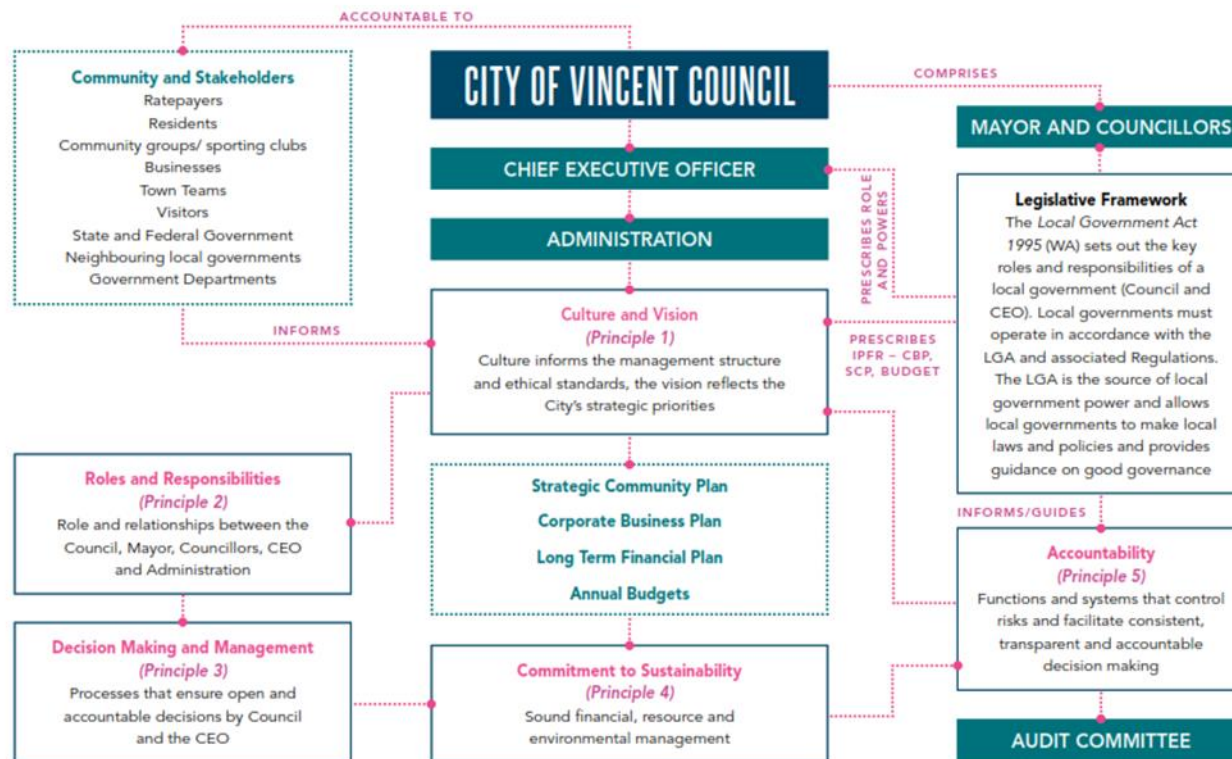 ACCOUNTABLE TO
Community and Stakeholders
Ratepayers
Residents
Community groups/ sporting clubs
Businesses
Town Teams
Visitors
State and Federal Government
Neighbouring local governments
Government Departments
CITY OF VINCENT COUNCIL
COMPRISES
MAYOR AND COUNCILLORS
CHIEF EXECUTIVE OFFICER
ADMINISTRATION
PRESCRIBES ROLE
AND POWERS
Legislative Framework
The Local Government Act
1995 (WA) sets out the key
roles and responsibilities of a
local government (Council and
CEO). Local governments must
operate in accordance with the
LGA and associated Regulations.
The LGA is the source of local
government power and allows
local governments to make local
laws and policies and provides
guidance on good governance
INFORMS
Culture and Vision
(Principle 1)
Culture informs the management structure
and ethical standards, the vision reflects the
City's strategic priorities
PRESCRIBES
IPFR – CBP,
SCP, BUDGET
Roles and Responsibilities
(Principle 2)
Role and relationships between the
Council, Mayor, Councillors, CEO
and Administration
Strategic Community Plan
Corporate Business Plan
Long Term Financial Plan
Annual Budgets
INFORMS/GUIDES
Accountability
(Principle 5)
Functions and systems that control
risks and facilitate consistent,
transparent and accountable
decision making
Decision Making and Management
(Principle 3)
Processes that ensure open and
accountable decisions by Council
and the CEO
Commitment to Sustainability
(Principle 4)
Sound financial, resource and
environmental management
AUDIT COMMITTEE